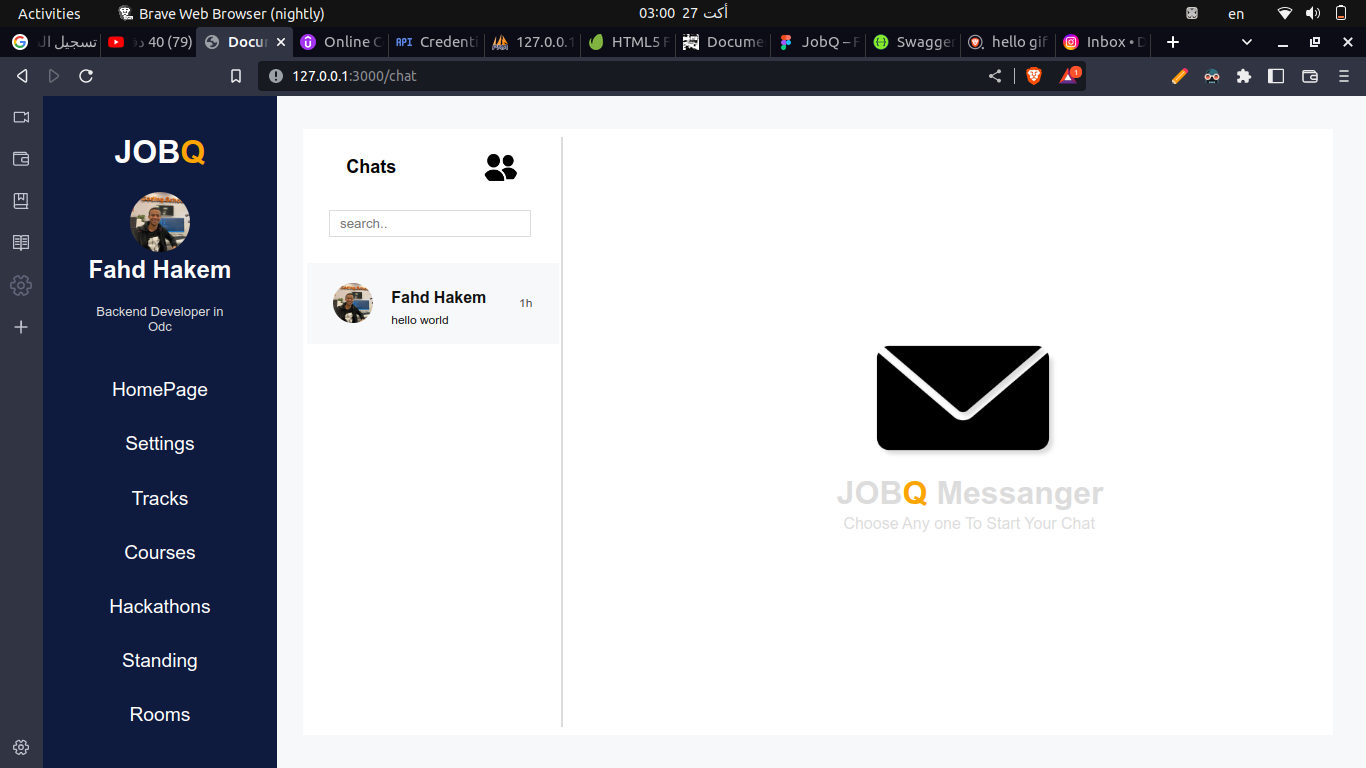 Activities
Brave Web Browser (nightly)
03:00 27 أكت
en
تسجيل
(79) 40
Docu
Online C
API
Credenti
127.0.0.1
HTML5 F
Docume
JobQ – F
Swagger
hello gif
Inbox • D
127.0.0.1:3000/chat
1
JOBQ
Fahd Hakem
Backend Developer in
Odc
HomePage
Settings
Tracks
Courses
Hackathons
Standing
Rooms
Chats
search..
Fahd Hakem
1h
hello world
JOBQ Messanger
Choose Any one To Start Your Chat